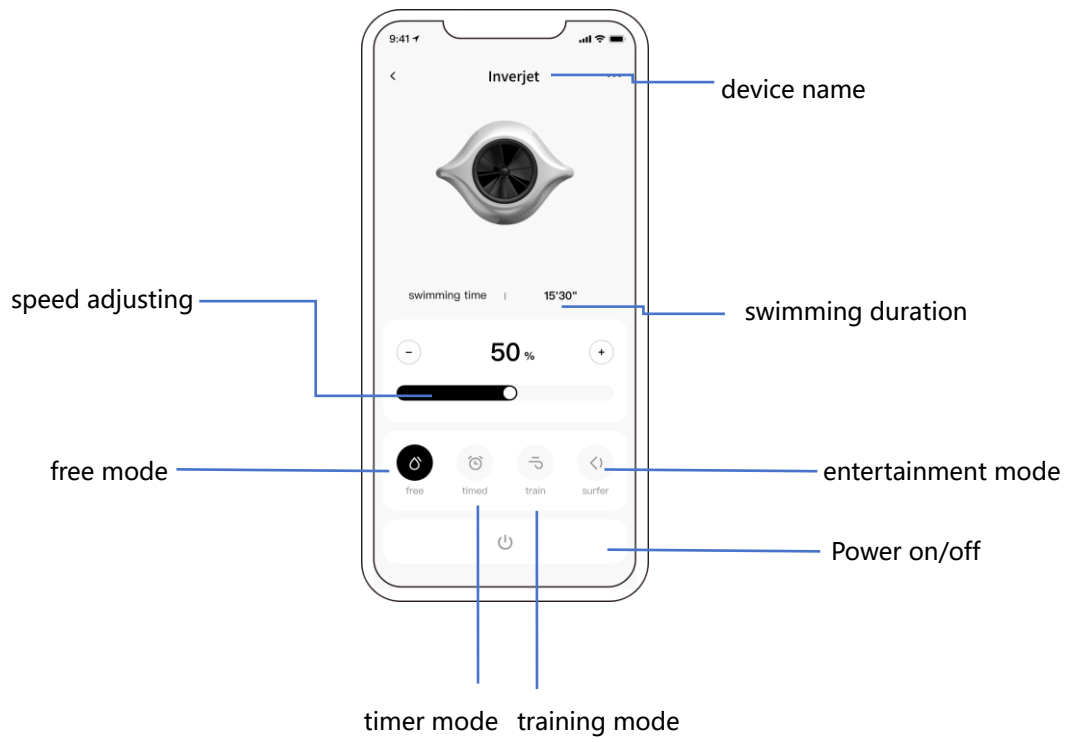 9:41
Inverjet
device name
swimming time | 15'30"
speed adjusting
swimming duration
- 50 % +
free mode
entertainment mode
free timed train surfer
Power on/off
timer mode training mode